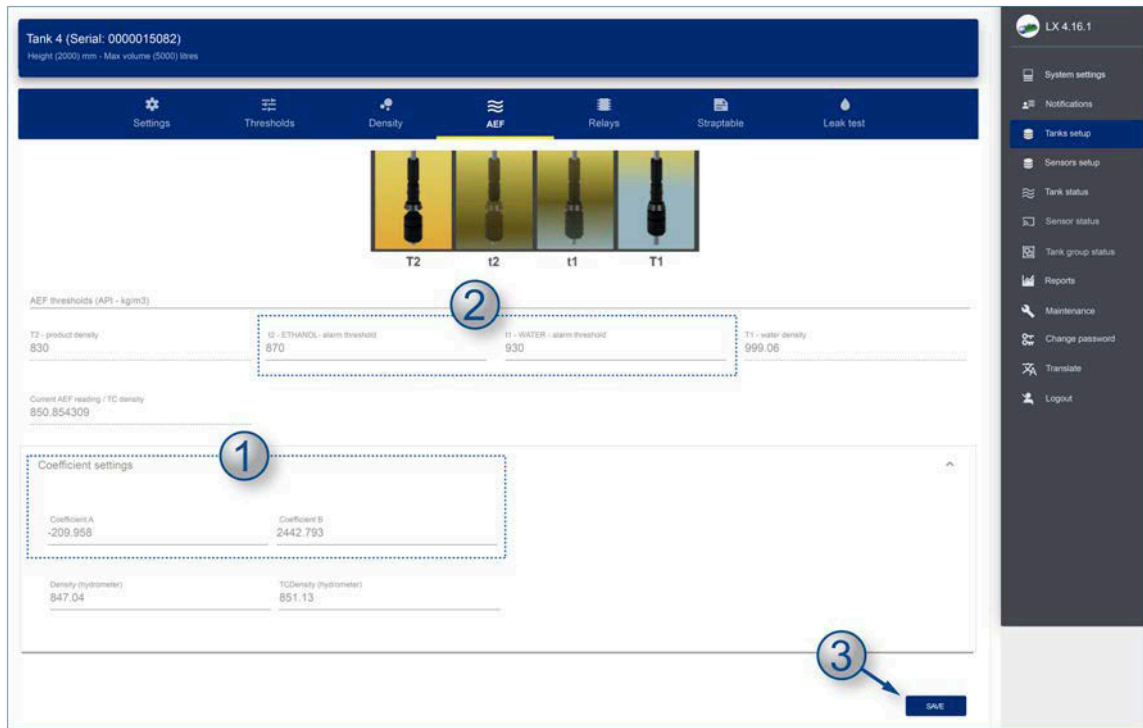 Tank 4 (Serial: 0000015082)
Height (2000) mm - Max volume (5000) litres
Settings
Thresholds
Density
AEF
Relays
Straptable
Leak test
T2
t2
t1
T1
2
AEF thresholds (API - kg/m3)
T2 - product density
830
t2 - ETHANOL- alarm threshold
870
t1 - WATER - alarm threshold
930
T1 - water density
999.06
Current AEF reading / TC density
850.854309
1
Coefficient settings
Coefficient A
-209.958
Coefficient B
2442.793
Density (hydrometer)
847.04
TCDensity (hydrometer)
851.13
3
SAVE
LX 4.16.1
System settings
Notifications
Tanks setup
Sensors setup
Tank status
Sensor status
Tank group status
Reports
Maintenance
Change password
Translate
Logout